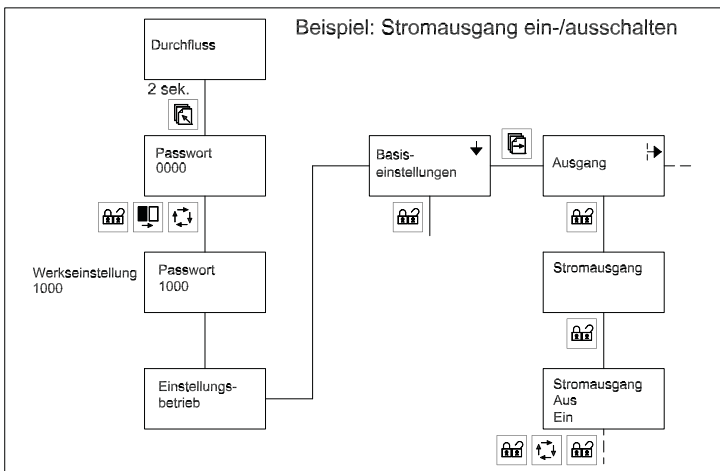 Beispiel: Stromausgang ein-/ausschalten
Durchfluss
2 sek.
Passwort
0000
Werkseinstellung
1000
Passwort
1000
Einstellungs-
betrieb
Basis-
einstellungen
Ausgang
Stromausgang
Stromausgang
Aus
Ein